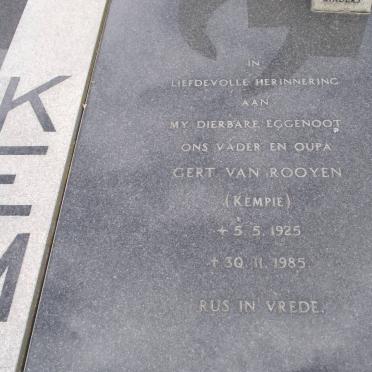 IN
LIEFDEVOLLE HERINNERING
AAN
MY DIERBARE EGGENOOT
ONS VADER EN OUPA
GERT VAN ROOYEN
(KEMPIE)
+ 5. 5. 1925
+ 30. 11. 1985
RUS IN VREDE.
K
E
M